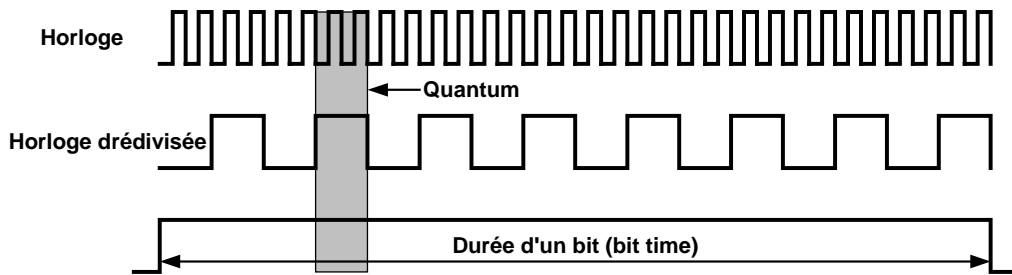 Horloge
Quantum
Horloge drédivisée
Durée d'un bit (bit time)